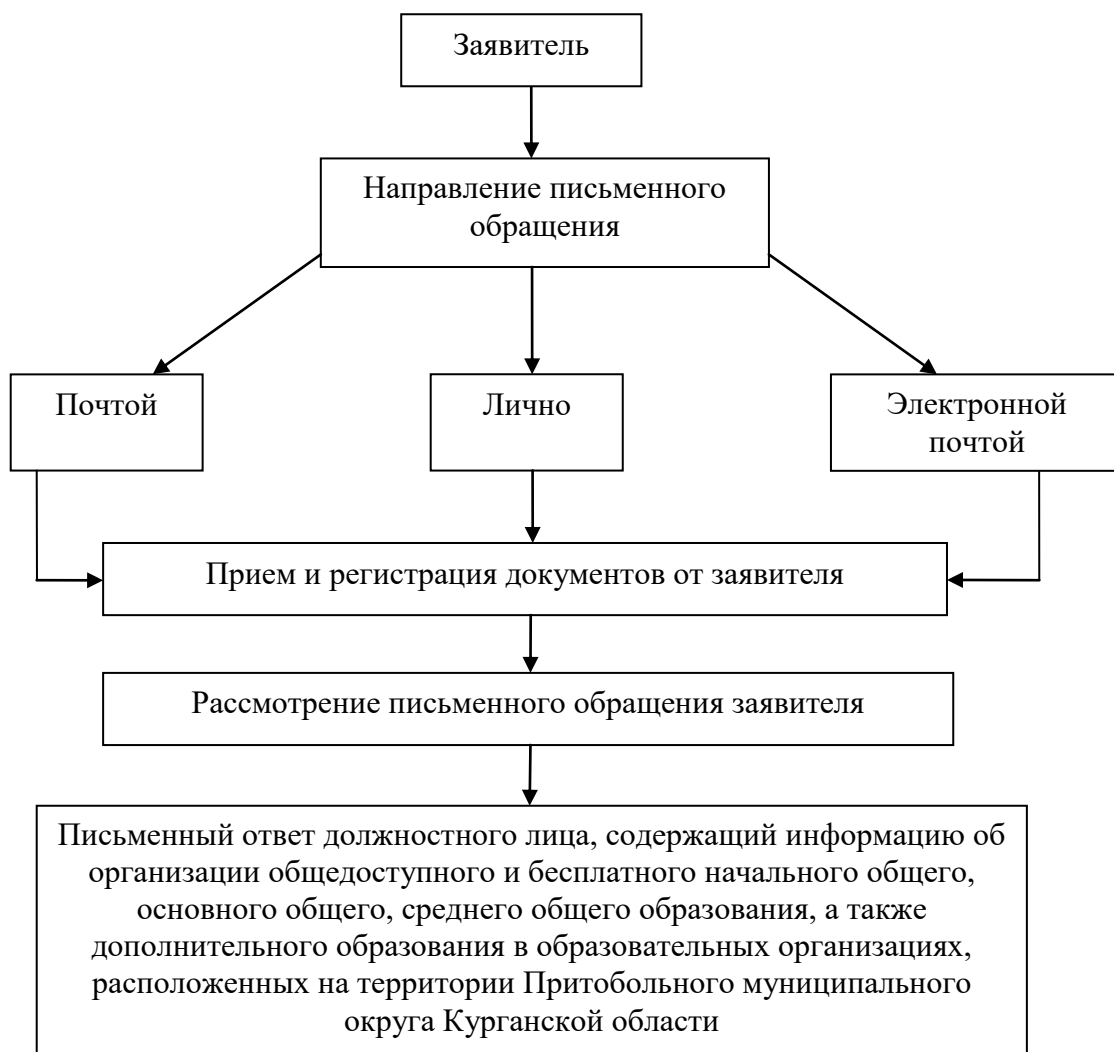 Заявитель
Направление письменного
обращения
Почтой
Лично
Электронной
почтой
Прием и регистрация документов от заявителя
Рассмотрение письменного обращения заявителя
Письменный ответ должностного лица, содержащий информацию об
организации общедоступного и бесплатного начального общего,
основного общего, среднего общего образования, а также
дополнительного образования в образовательных организациях,
расположенных на территории Притобольного муниципального
округа Курганской области